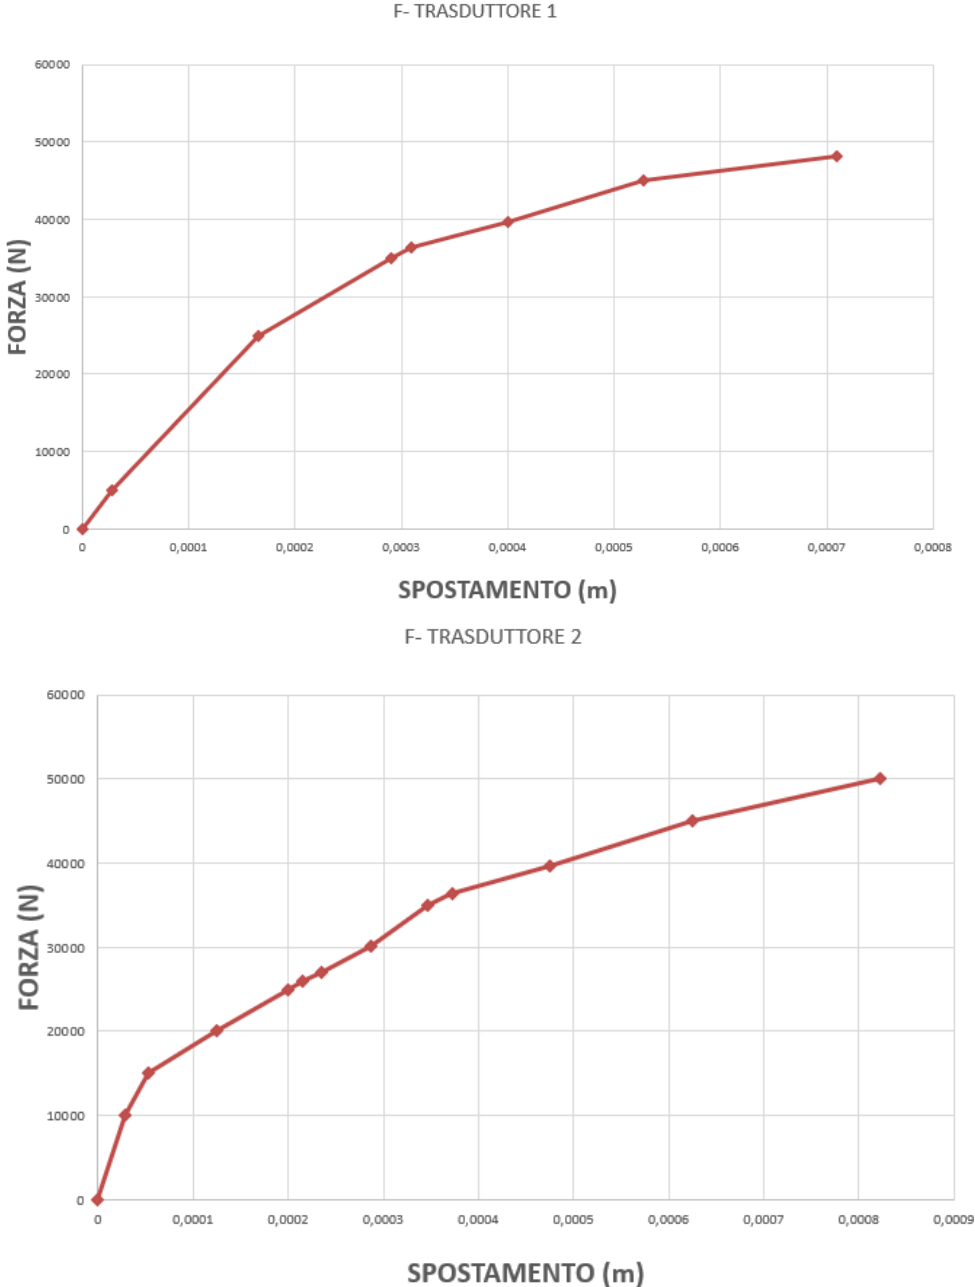 F- TRASDUTTORE 1
60000
50000
40000
30000
20000
10000
0
FORZA (N)
0 0,0001 0,0002 0,0003 0,0004 0,0005 0,0006 0,0007 0,0008
SPOSTAMENTO (m)
F- TRASDUTTORE 2
60000
50000
40000
30000
20000
10000
0
FORZA (N)
0 0,0001 0,0002 0,0003 0,0004 0,0005 0,0006 0,0007 0,0008 0,0009
SPOSTAMENTO (m)